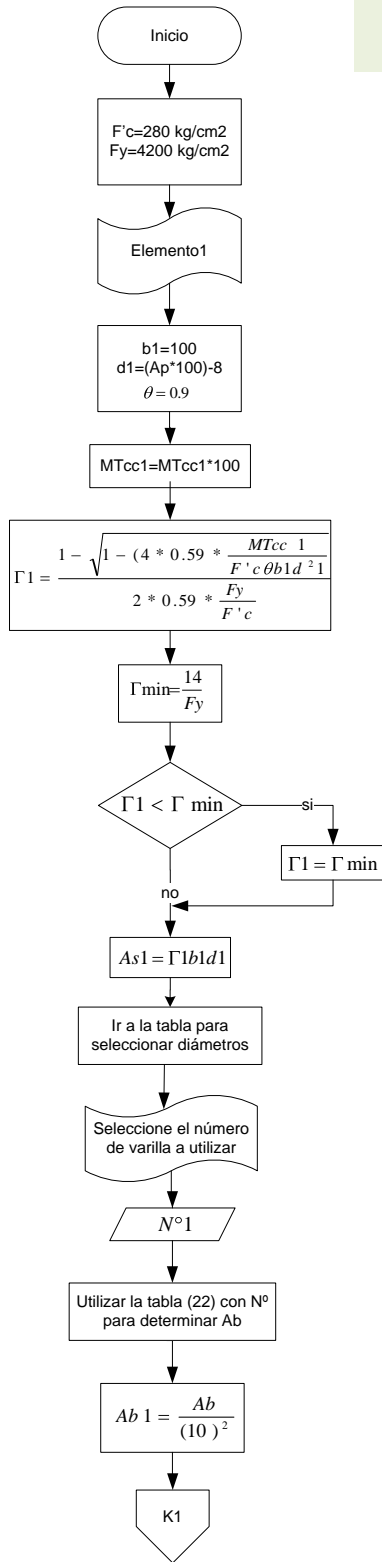 Inicio
F'c=280 kg/cm2
Fy=4200 kg/cm2
Elemento1
b1=100
d1=(Ap*100)-8
θ = 0.9
MTcc1=MTcc1*100
Γ1 = (1 − √(1 − (4 * 0.59 * MTcc 1 / F ' c θb1d ² 1)) / (2 * 0.59 * Fy / F ' c)
Γmin= 14 / Fy
Γ1 < Γ min
si
Γ1 = Γ min
no
As1 = Γ1b1d1
Ir a la tabla para
seleccionar diámetros
Seleccione el número
de varilla a utilizar
N°1
Utilizar la tabla (22) con Nº
para determinar Ab
Ab 1 = Ab / (10 ) ²
K1